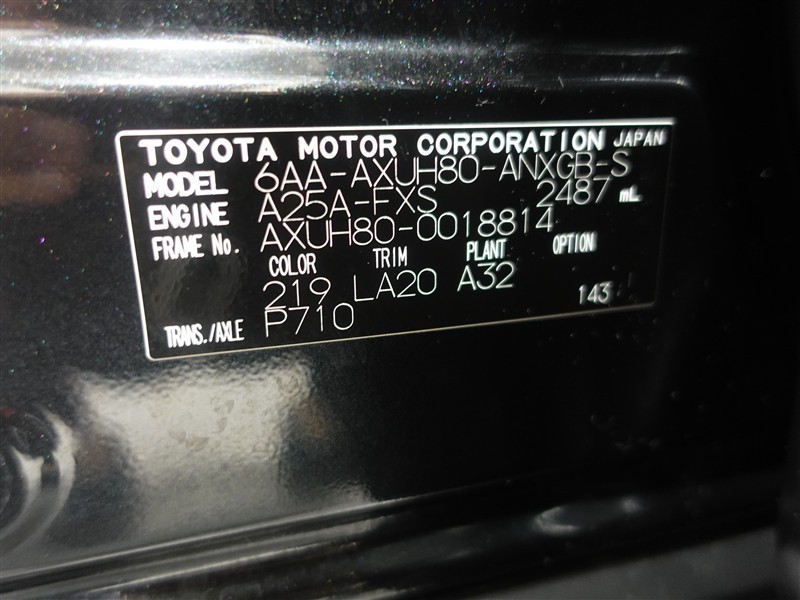 TOYOTA MOTOR CORPORATION JAPAN
MODEL 6AA-AXUH80-ANXGB-S
ENGINE A25A-FXS 2487 mL
FRAME No. AXUH80-0018814
COLOR TRIM PLANT OPTION
219 LA20 A32
TRANS./AXLE P710 143